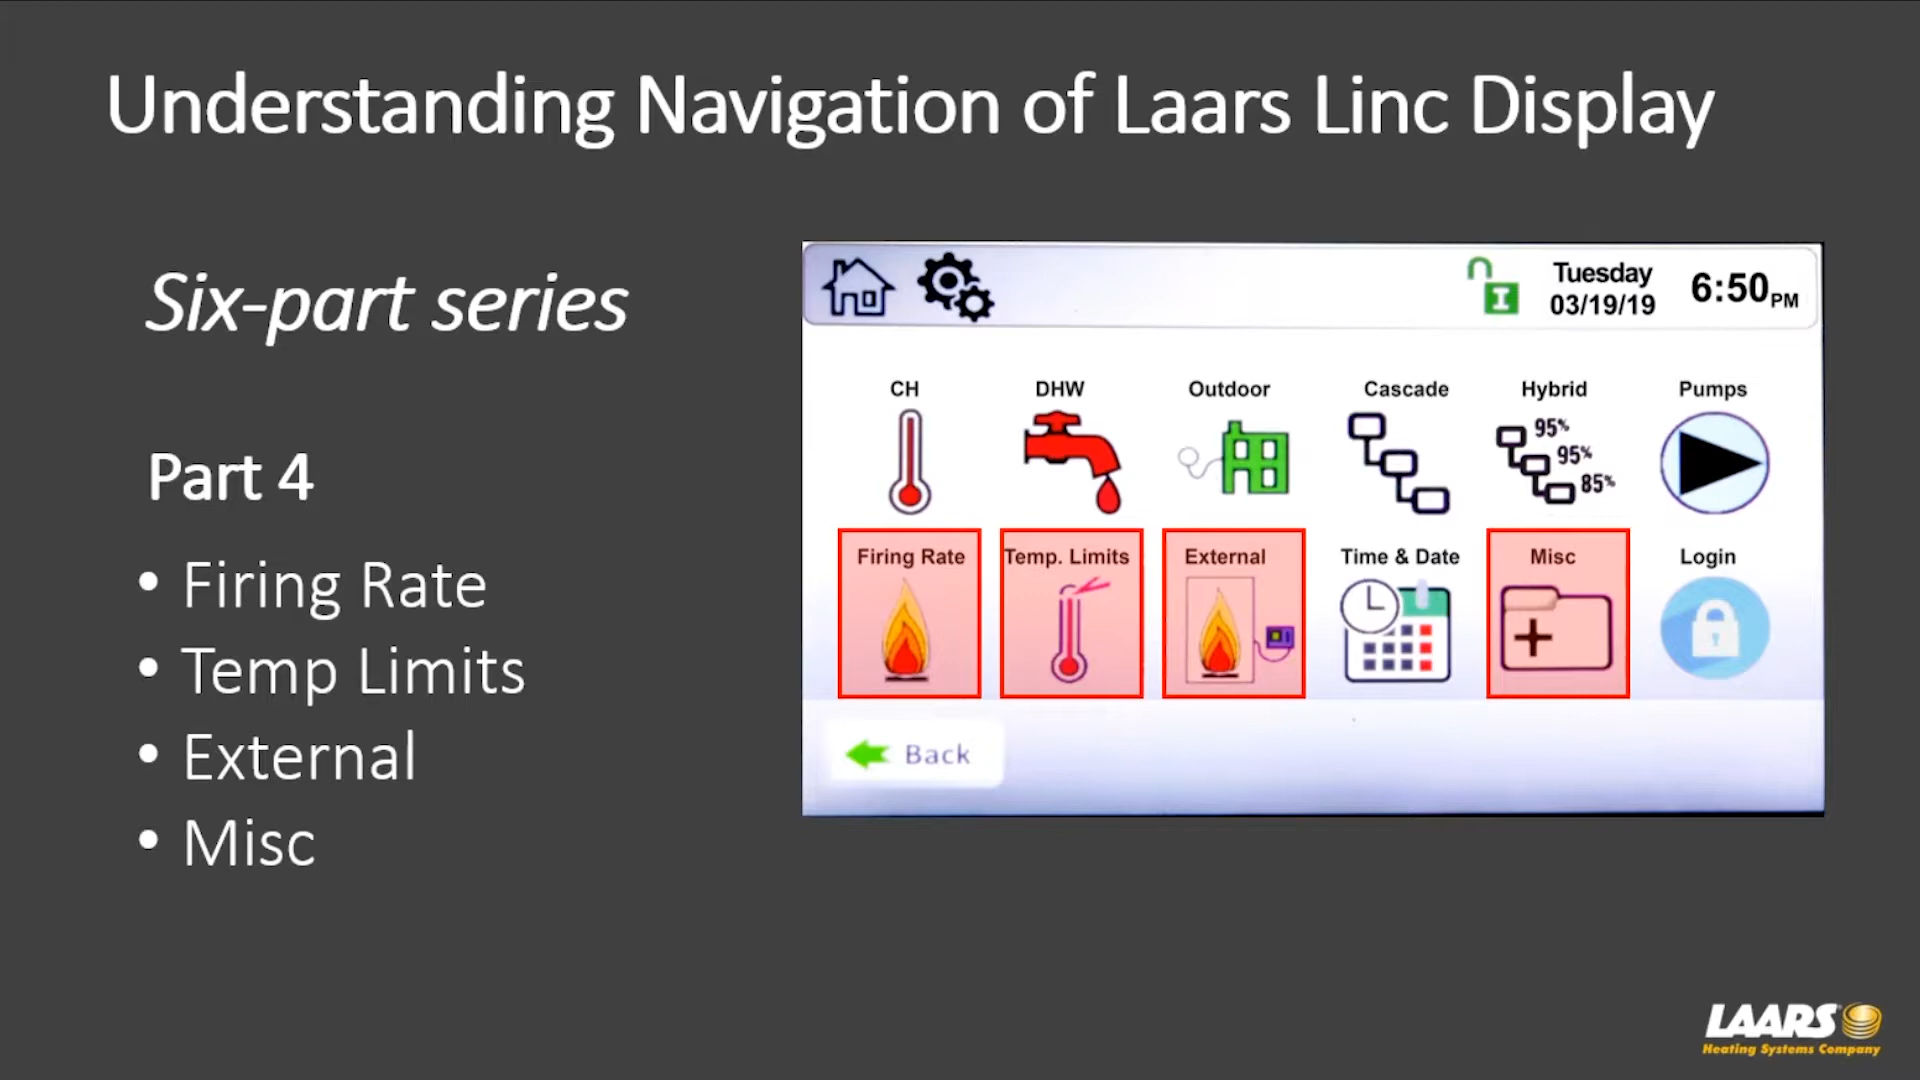 Understanding Navigation of Laars Linc Display
Six-part series
Part 4
• Firing Rate
• Temp Limits
• External
• Misc
Tuesday
03/19/19
6:50 PM
CH DHW Outdoor Cascade Hybrid Pumps
95%
95%
85%
Firing Rate Temp. Limits External Time & Date Misc Login
Back
LAARS
Heating Systems Company